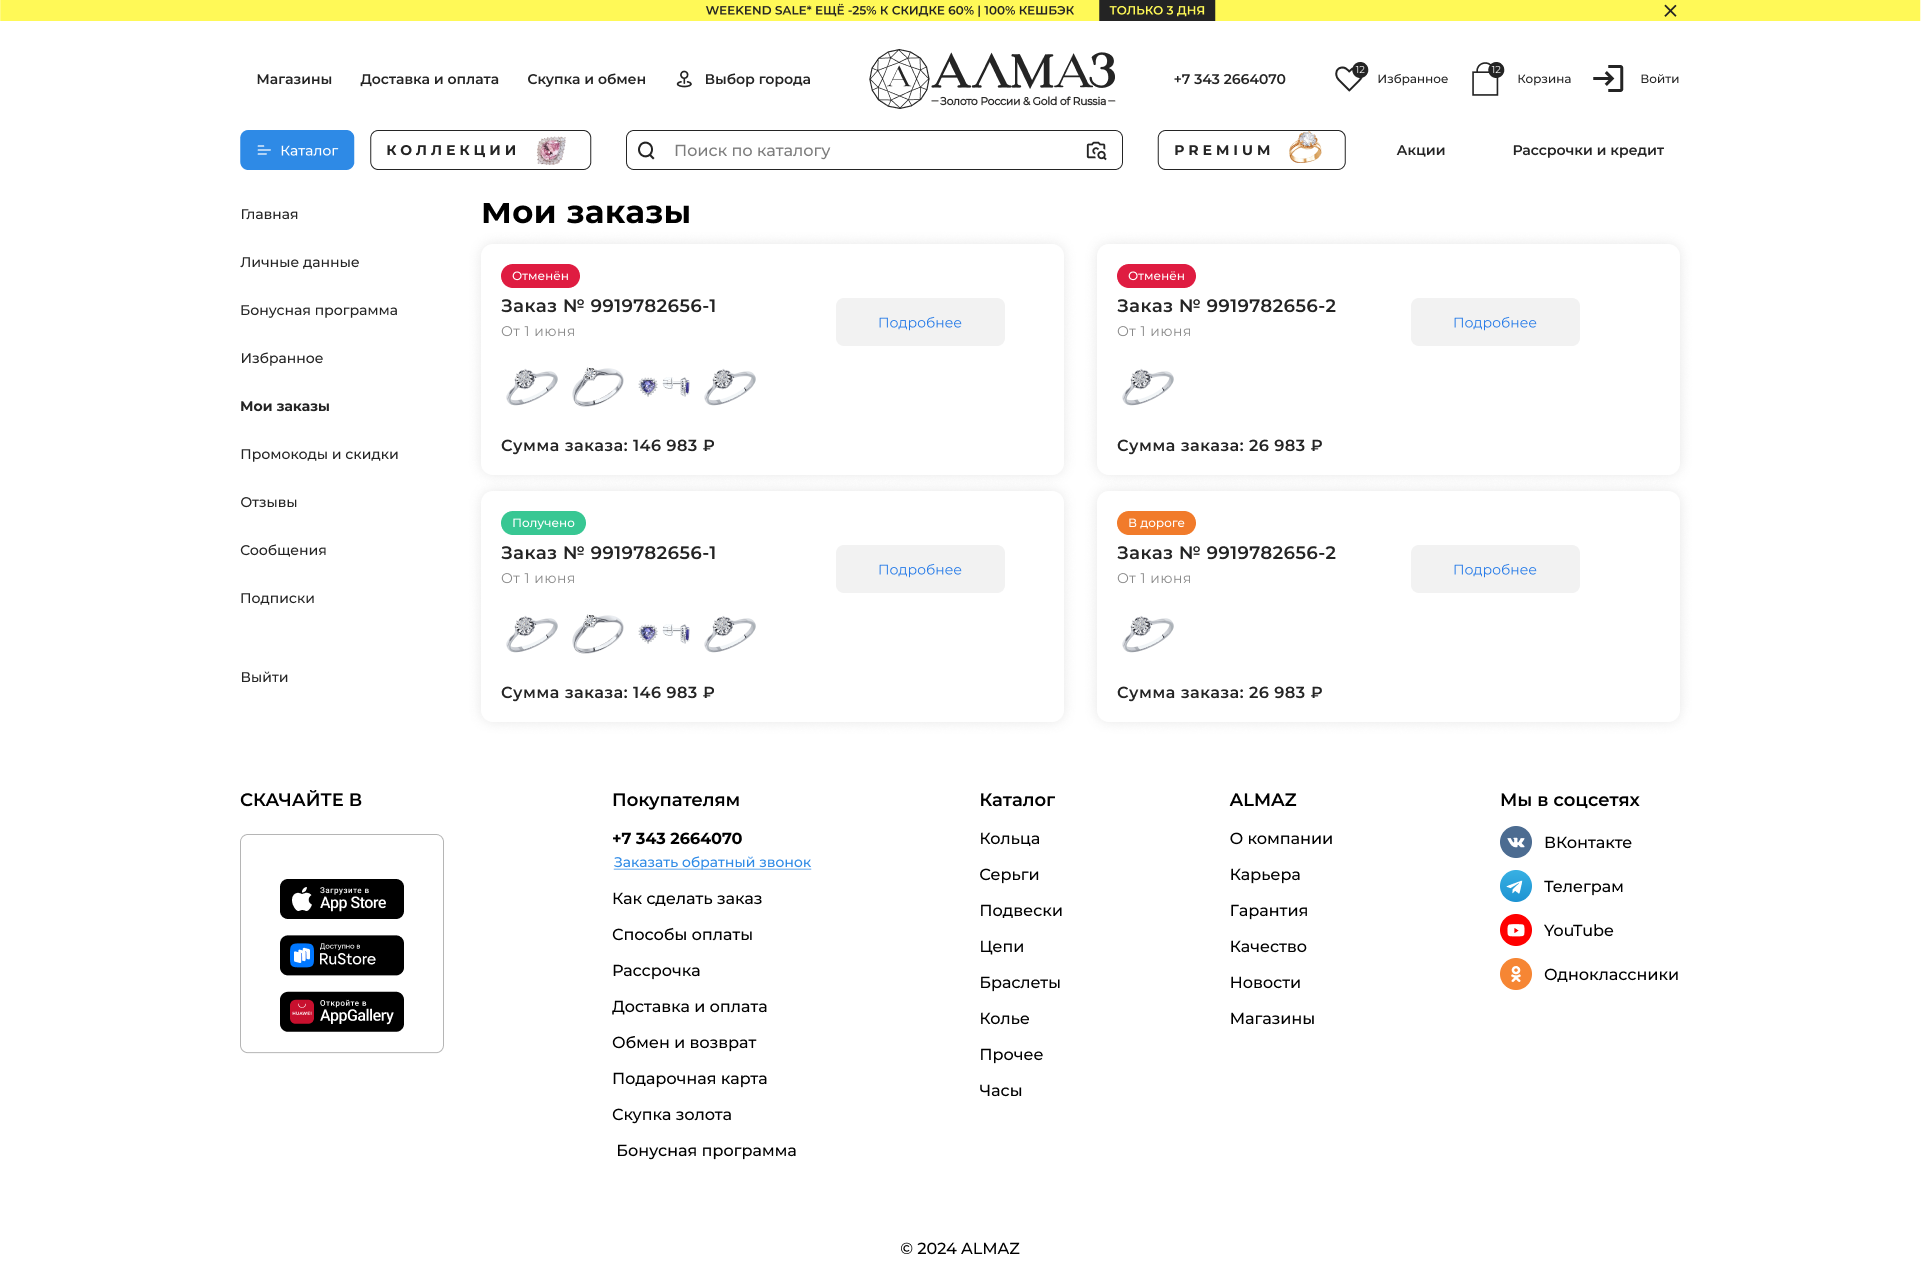 WEEKEND SALE* ЕЩЁ -25% К СКИДКЕ 60% | 100% КЕШБЭК
ТОЛЬКО 3 ДНЯ
Магазины
Доставка и оплата
Скупка и обмен
Выбор города
А
АЛМАЗ
Золото России & Gold of Russia
+7 343 2664070
12
Избранное
12
Корзина
Войти
Каталог
КОЛЛЕКЦИИ
Поиск по каталогу
PREMIUM
Акции
Рассрочки и кредит
Главная
Личные данные
Бонусная программа
Избранное
Мои заказы
Промокоды и скидки
Отзывы
Сообщения
Подписки
Выйти
Мои заказы
Отменён
Заказ № 9919782656-1
От 1 июня
Подробнее
Сумма заказа: 146 983 ₽
Отменён
Заказ № 9919782656-2
От 1 июня
Подробнее
Сумма заказа: 26 983 ₽
Получено
Заказ № 9919782656-1
От 1 июня
Подробнее
Сумма заказа: 146 983 ₽
В дороге
Заказ № 9919782656-2
От 1 июня
Подробнее
Сумма заказа: 26 983 ₽
СКАЧАЙТЕ В
Загрузите в
App Store
Доступно в
RuStore
HUAWEI
Откройте в
AppGallery
Покупателям
+7 343 2664070
Заказать обратный звонок
Как сделать заказ
Способы оплаты
Рассрочка
Доставка и оплата
Обмен и возврат
Подарочная карта
Скупка золота
Бонусная программа
Каталог
Кольца
Серьги
Подвески
Цепи
Браслеты
Колье
Прочее
Часы
ALMAZ
О компании
Карьера
Гарантия
Качество
Новости
Магазины
Мы в соцсетях
ВКонтакте
Телеграм
YouTube
Одноклассники
© 2024 ALMAZ